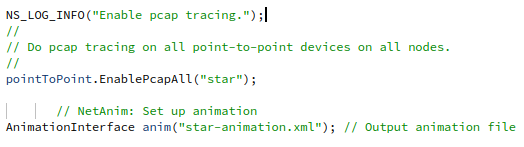 NS_LOG_INFO("Enable pcap tracing.");
//
// Do pcap tracing on all point-to-point devices on all nodes.
//
pointToPoint.EnablePcapAll("star");
// NetAnim: Set up animation
AnimationInterface anim("star-animation.xml"); // Output animation file